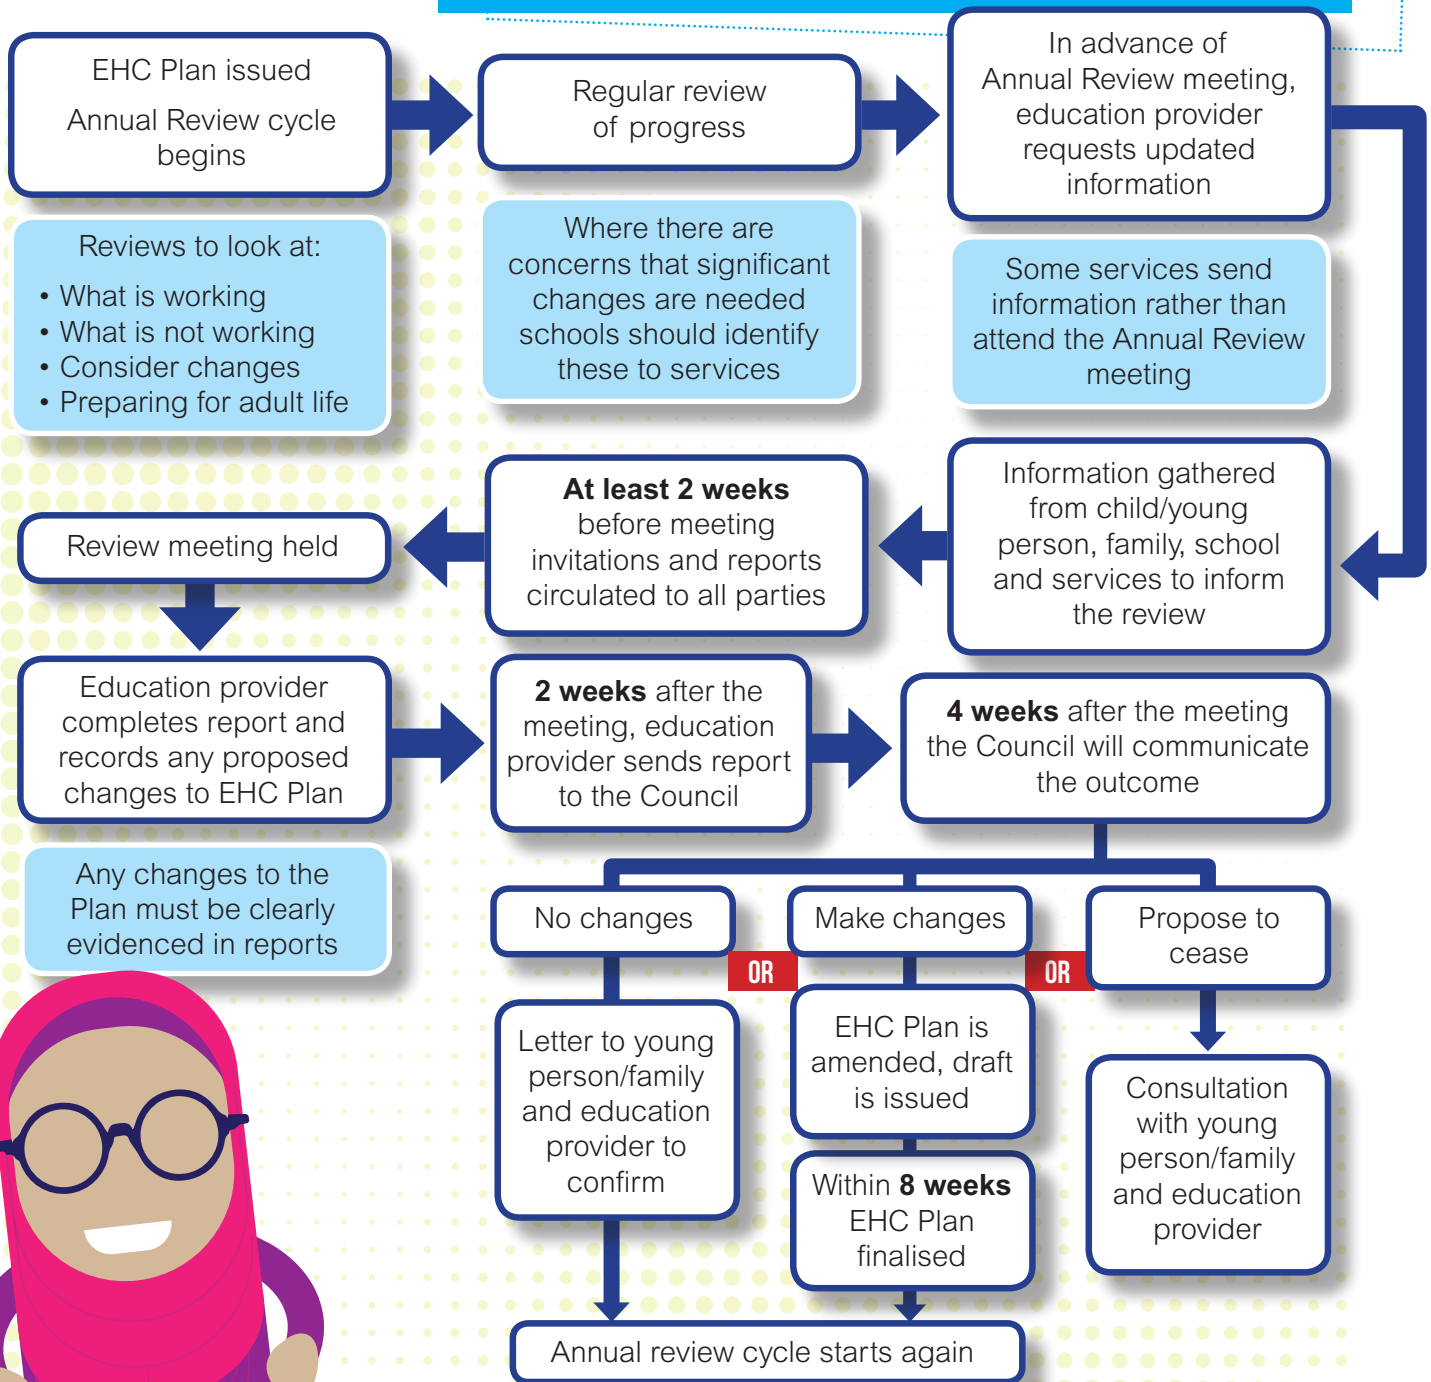 EHC Plan issued
Annual Review cycle
begins
Regular review
of progress
In advance of
Annual Review meeting,
education provider
requests updated
information
Reviews to look at:
• What is working
• What is not working
• Consider changes
• Preparing for adult life
Where there are
concerns that significant
changes are needed
schools should identify
these to services
Some services send
information rather than
attend the Annual Review
meeting
Information gathered
from child/young
person, family, school
and services to inform
the review
At least 2 weeks
before meeting
invitations and reports
circulated to all parties
Review meeting held
Education provider
completes report and
records any proposed
changes to EHC Plan
2 weeks after the
meeting, education
provider sends report
to the Council
4 weeks after the meeting
the Council will communicate
the outcome
Any changes to the
Plan must be clearly
evidenced in reports
No changes
OR
Make changes
OR
Propose to
cease
Letter to young
person/family
and education
provider to
confirm
EHC Plan is
amended, draft
is issued
Within 8 weeks
EHC Plan
finalised
Consultation
with young
person/family
and education
provider
Annual review cycle starts again